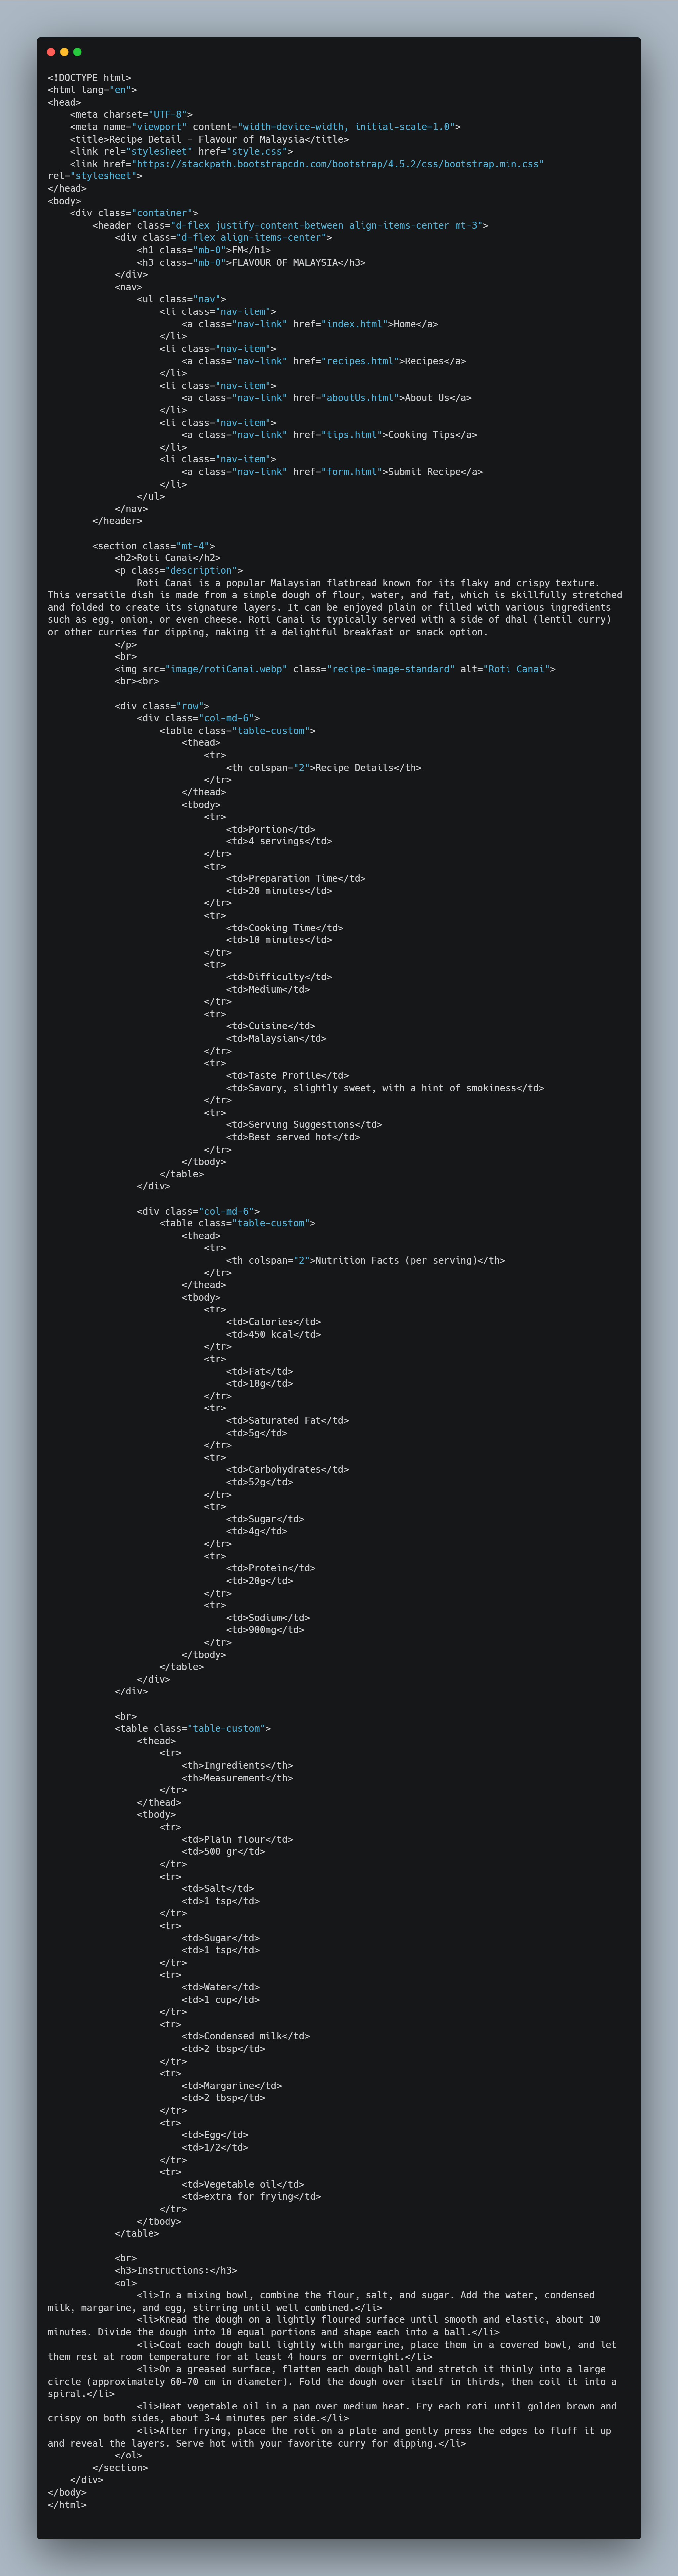 <!DOCTYPE html>
<html lang="en">
<head>
    <meta charset="UTF-8">
    <meta name="viewport" content="width=device-width, initial-scale=1.0">
    <title>Recipe Detail - Flavour of Malaysia</title>
    <link rel="stylesheet" href="style.css">
    <link href="https://stackpath.bootstrapcdn.com/bootstrap/4.5.2/css/bootstrap.min.css"
rel="stylesheet">
</head>
<body>
    <div class="container">
        <header class="d-flex justify-content-between align-items-center mt-3">
            <div class="d-flex align-items-center">
                <h1 class="mb-0">FM</h1>
                <h3 class="mb-0">FLAVOUR OF MALAYSIA</h3>
            </div>
            <nav>
                <ul class="nav">
                    <li class="nav-item">
                        <a class="nav-link" href="index.html">Home</a>
                    </li>
                    <li class="nav-item">
                        <a class="nav-link" href="recipes.html">Recipes</a>
                    </li>
                    <li class="nav-item">
                        <a class="nav-link" href="aboutUs.html">About Us</a>
                    </li>
                    <li class="nav-item">
                        <a class="nav-link" href="tips.html">Cooking Tips</a>
                    </li>
                    <li class="nav-item">
                        <a class="nav-link" href="form.html">Submit Recipe</a>
                    </li>
                </ul>
            </nav>
        </header>

        <section class="mt-4">
            <h2>Roti Canai</h2>
            <p class="description">
                Roti Canai is a popular Malaysian flatbread known for its flaky and crispy texture.
This versatile dish is made from a simple dough of flour, water, and fat, which is skillfully stretched
and folded to create its signature layers. It can be enjoyed plain or filled with various ingredients
such as egg, onion, or even cheese. Roti Canai is typically served with a side of dhal (lentil curry)
or other curries for dipping, making it a delightful breakfast or snack option.
            </p>
            <br>
            <img src="image/rotiCanai.webp" class="recipe-image-standard" alt="Roti Canai">
            <br><br>

            <div class="row">
                <div class="col-md-6">
                    <table class="table-custom">
                        <thead>
                            <tr>
                                <th colspan="2">Recipe Details</th>
                            </tr>
                        </thead>
                        <tbody>
                            <tr>
                                <td>Portion</td>
                                <td>4 servings</td>
                            </tr>
                            <tr>
                                <td>Preparation Time</td>
                                <td>20 minutes</td>
                            </tr>
                            <tr>
                                <td>Cooking Time</td>
                                <td>10 minutes</td>
                            </tr>
                            <tr>
                                <td>Difficulty</td>
                                <td>Medium</td>
                            </tr>
                            <tr>
                                <td>Cuisine</td>
                                <td>Malaysian</td>
                            </tr>
                            <tr>
                                <td>Taste Profile</td>
                                <td>Savory, slightly sweet, with a hint of smokiness</td>
                            </tr>
                            <tr>
                                <td>Serving Suggestions</td>
                                <td>Best served hot</td>
                            </tr>
                        </tbody>
                    </table>
                </div>

                <div class="col-md-6">
                    <table class="table-custom">
                        <thead>
                            <tr>
                                <th colspan="2">Nutrition Facts (per serving)</th>
                            </tr>
                        </thead>
                        <tbody>
                            <tr>
                                <td>Calories</td>
                                <td>450 kcal</td>
                            </tr>
                            <tr>
                                <td>Fat</td>
                                <td>18g</td>
                            </tr>
                            <tr>
                                <td>Saturated Fat</td>
                                <td>5g</td>
                            </tr>
                            <tr>
                                <td>Carbohydrates</td>
                                <td>52g</td>
                            </tr>
                            <tr>
                                <td>Sugar</td>
                                <td>4g</td>
                            </tr>
                            <tr>
                                <td>Protein</td>
                                <td>20g</td>
                            </tr>
                            <tr>
                                <td>Sodium</td>
                                <td>900mg</td>
                            </tr>
                        </tbody>
                    </table>
                </div>
            </div>

            <br>
            <table class="table-custom">
                <thead>
                    <tr>
                        <th>Ingredients</th>
                        <th>Measurement</th>
                    </tr>
                </thead>
                <tbody>
                    <tr>
                        <td>Plain flour</td>
                        <td>500 gr</td>
                    </tr>
                    <tr>
                        <td>Salt</td>
                        <td>1 tsp</td>
                    </tr>
                    <tr>
                        <td>Sugar</td>
                        <td>1 tsp</td>
                    </tr>
                    <tr>
                        <td>Water</td>
                        <td>1 cup</td>
                    </tr>
                    <tr>
                        <td>Condensed milk</td>
                        <td>2 tbsp</td>
                    </tr>
                    <tr>
                        <td>Margarine</td>
                        <td>2 tbsp</td>
                    </tr>
                    <tr>
                        <td>Egg</td>
                        <td>1/2</td>
                    </tr>
                    <tr>
                        <td>Vegetable oil</td>
                        <td>extra for frying</td>
                    </tr>
                </tbody>
            </table>

            <br>
            <h3>Instructions:</h3>
            <ol>
                <li>In a mixing bowl, combine the flour, salt, and sugar. Add the water, condensed
milk, margarine, and egg, stirring until well combined.</li>
                <li>Knead the dough on a lightly floured surface until smooth and elastic, about 10
minutes. Divide the dough into 10 equal portions and shape each into a ball.</li>
                <li>Coat each dough ball lightly with margarine, place them in a covered bowl, and let
them rest at room temperature for at least 4 hours or overnight.</li>
                <li>On a greased surface, flatten each dough ball and stretch it thinly into a large
circle (approximately 60-70 cm in diameter). Fold the dough over itself in thirds, then coil it into a
spiral.</li>
                <li>Heat vegetable oil in a pan over medium heat. Fry each roti until golden brown and
crispy on both sides, about 3-4 minutes per side.</li>
                <li>After frying, place the roti on a plate and gently press the edges to fluff it up
and reveal the layers. Serve hot with your favorite curry for dipping.</li>
            </ol>
        </section>
    </div>
</body>
</html>